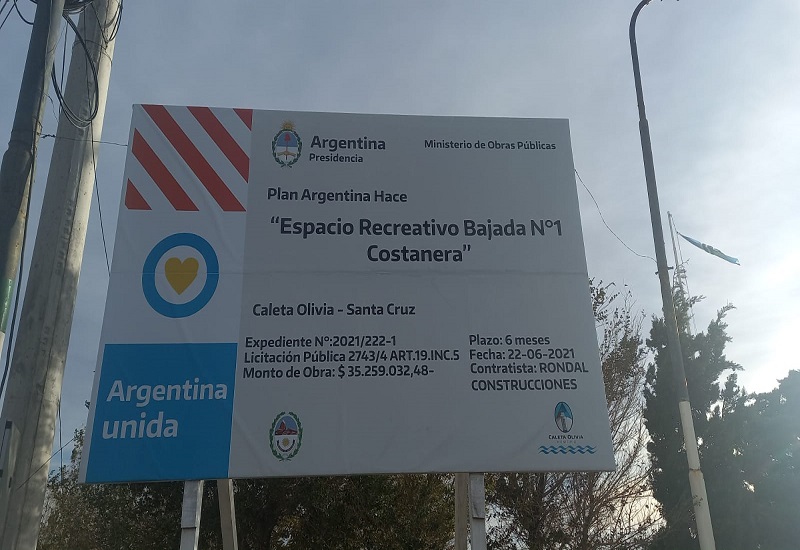 Argentina
Presidencia
Ministerio de Obras Públicas
Plan Argentina Hace
“Espacio Recreativo Bajada Nº1
Costanera”
Caleta Olivia - Santa Cruz
Expediente Nº:2021/222-1
Licitación Pública 2743/4 ART.19.INC.5
Monto de Obra: $ 35.259.032,48-
Plazo: 6 meses
Fecha: 22-06-2021
Contratista: RONDAL
CONSTRUCCIONES
Argentina
unida
CALETA OLIVIA